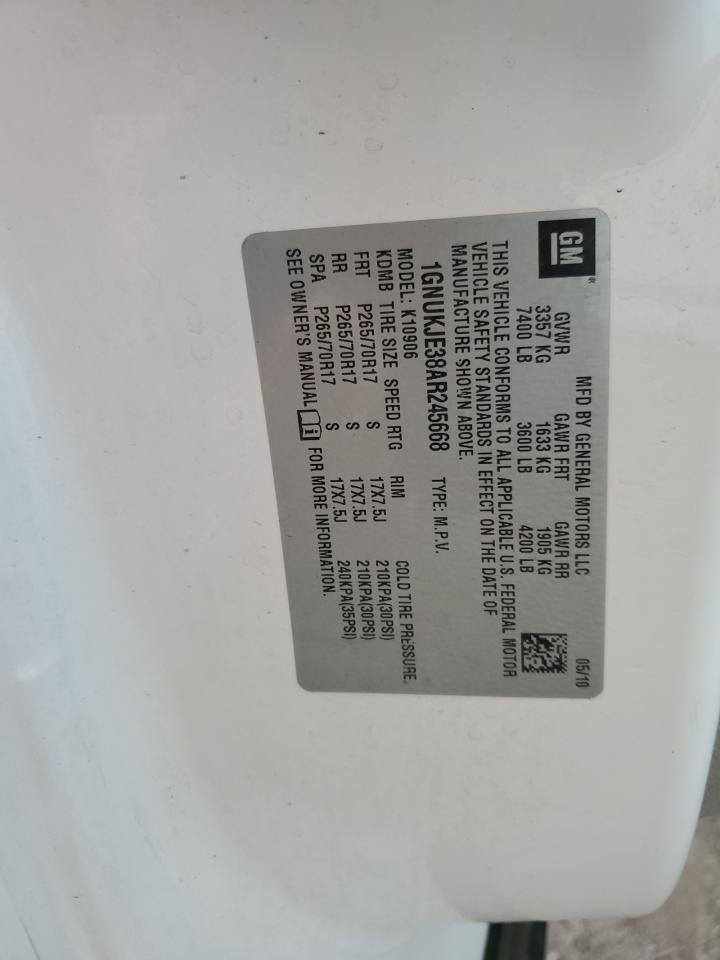 GM®
MFD BY GENERAL MOTORS LLC 05/10
GVWR GAWR FRT GAWR RR
3357 KG 1633 KG 1905 KG
7400 LB 3600 LB 4200 LB
THIS VEHICLE CONFORMS TO ALL APPLICABLE U.S. FEDERAL MOTOR
VEHICLE SAFETY STANDARDS IN EFFECT ON THE DATE OF
MANUFACTURE SHOWN ABOVE.
1GNUKJE38AR245668 TYPE: M.P.V.
MODEL: K10906
KDMB TIRE SIZE SPEED RTG RIM COLD TIRE PRESSURE
FRT P265/70R17 S 17X7.5J 210KPA(30PSI)
RR P265/70R17 S 17X7.5J 210KPA(30PSI)
SPA P265/70R17 S 17X7.5J 240KPA(35PSI)
SEE OWNER'S MANUAL i FOR MORE INFORMATION.